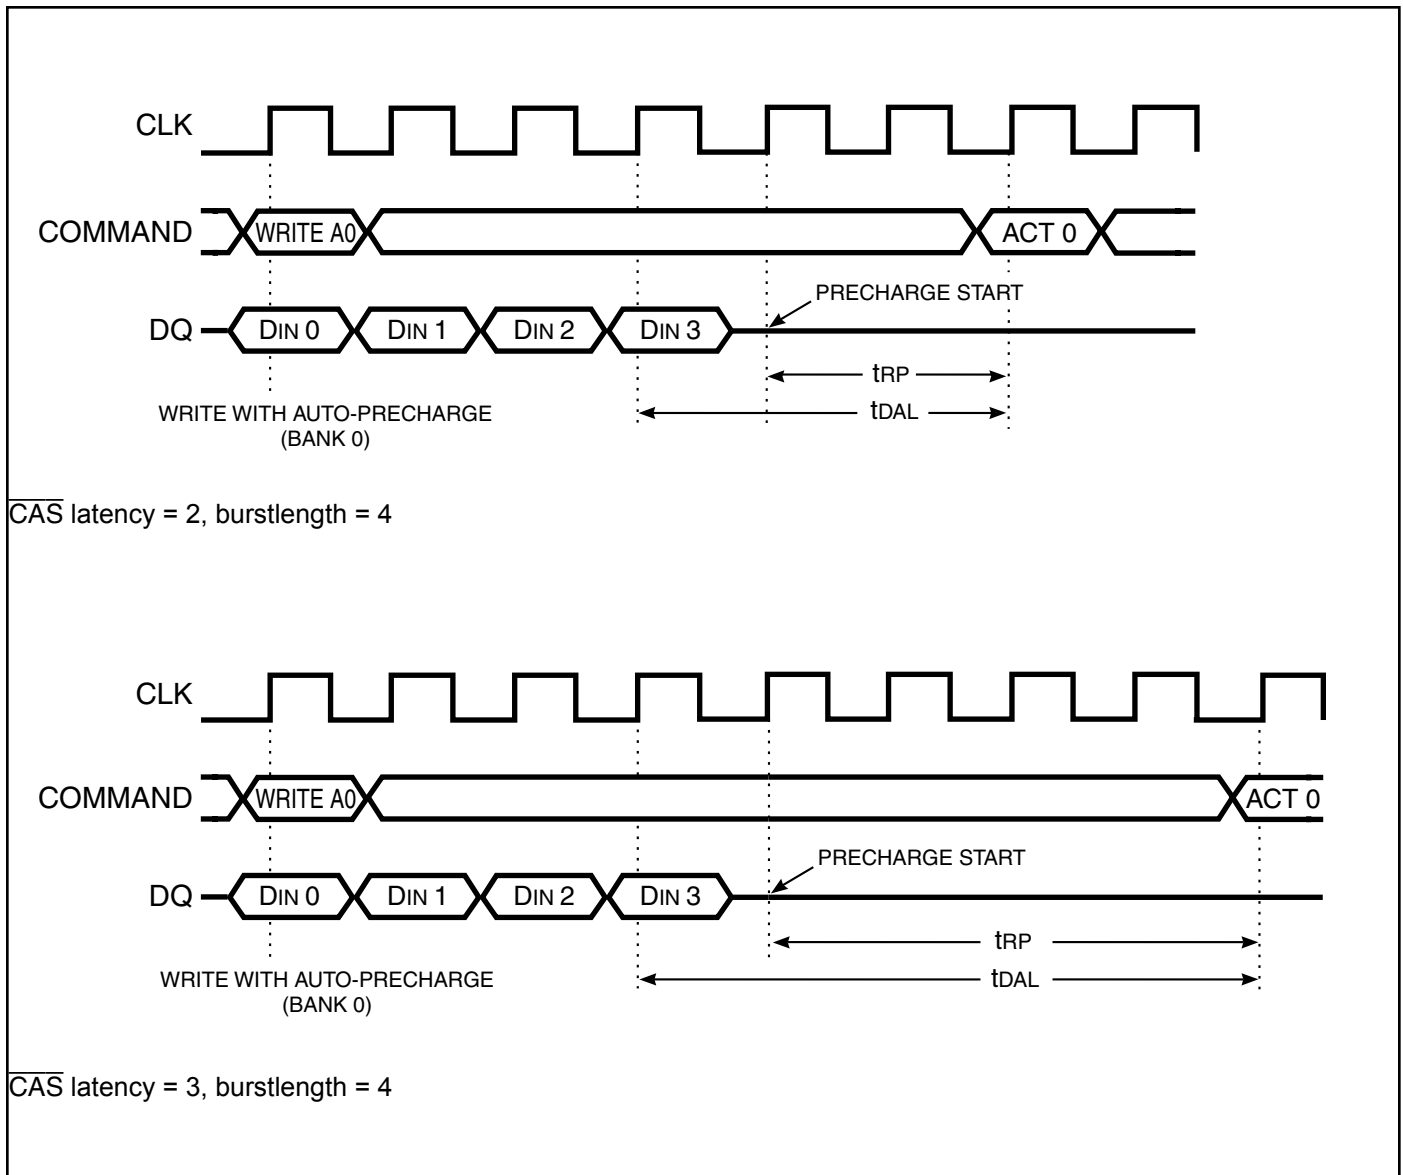 CLK
COMMAND WRITE A0 ACT 0
PRECHARGE START
DQ DIN 0 DIN 1 DIN 2 DIN 3
tRP
WRITE WITH AUTO-PRECHARGE tDAL
(BANK 0)
CAS latency = 2, burstlength = 4
CLK
COMMAND WRITE A0 ACT 0
PRECHARGE START
DQ DIN 0 DIN 1 DIN 2 DIN 3
tRP
WRITE WITH AUTO-PRECHARGE tDAL
(BANK 0)
CAS latency = 3, burstlength = 4